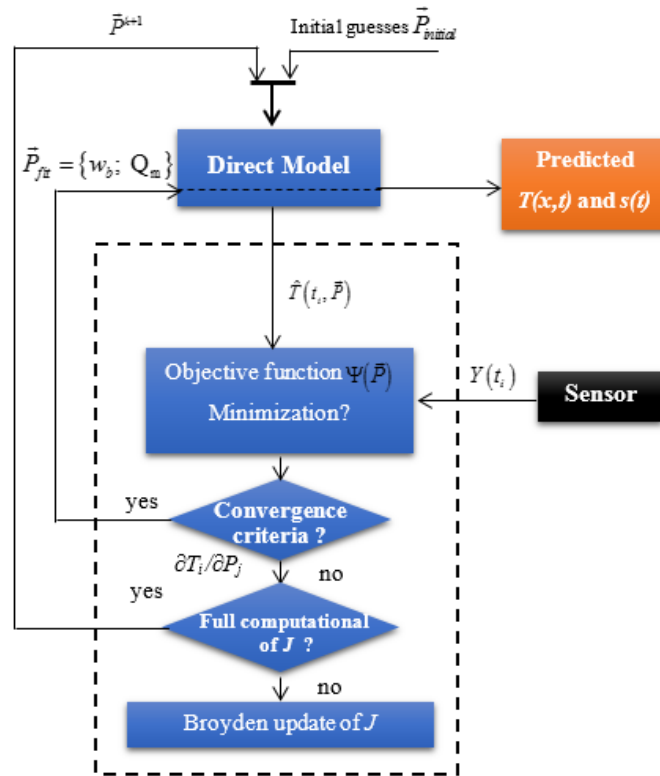 P⃗ᵏ⁺¹
Initial guesses P⃗_initial
P⃗_fit = {w_b; Q_m}
Direct Model
Predicted
T(x,t) and s(t)
T̂(t_i, P⃗)
Objective function Ψ(P⃗)
Minimization?
Y(t_i)
Sensor
yes
Convergence
criteria ?
∂T_i/∂P_j
no
yes
Full computational
of J ?
no
Broyden update of J